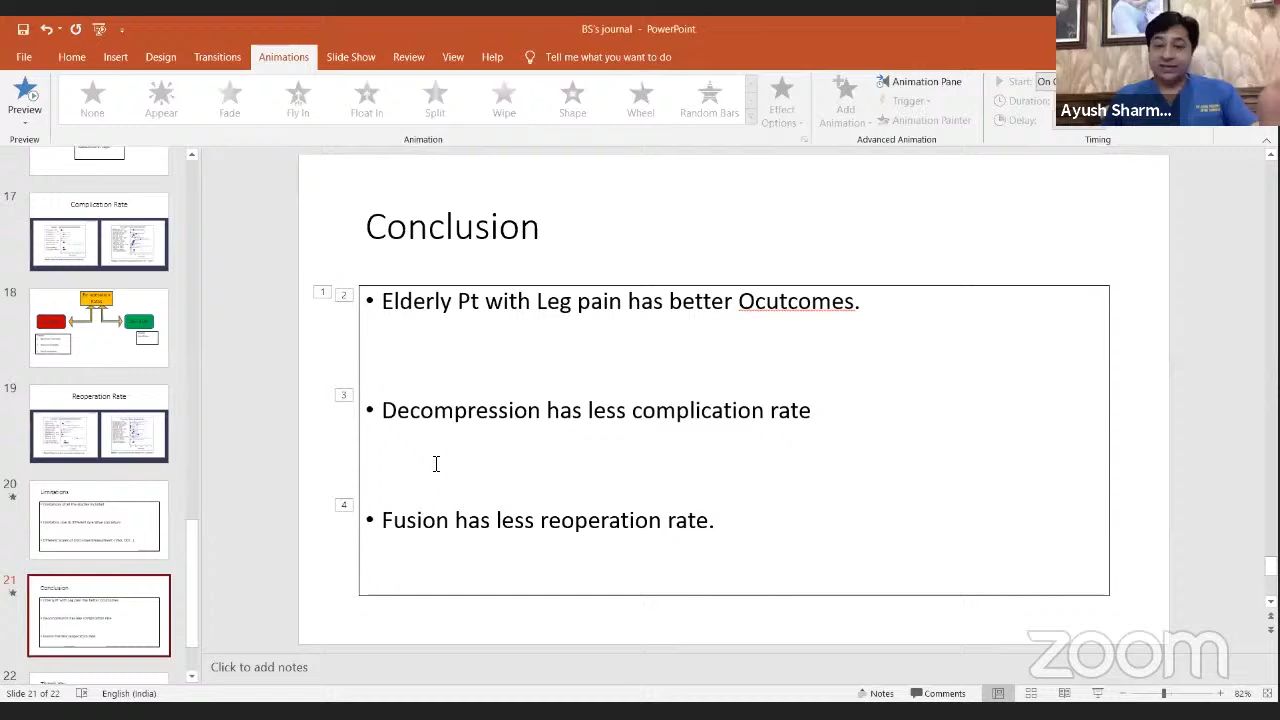 BS's journal - PowerPoint
File Home Insert Design Transitions Animations Slide Show Review View Help Tell me what you want to do
Preview
None Appear Fade Fly In Float In Split Wipe Shape Wheel Random Bars
Effect Options
Add Animation
Animation Pane
Trigger
Animation Painter
Start: On C
Duration:
Delay:
Preview Animation Advanced Animation Timing
Ayush Sharm...
17
Complication Rate
18
19
Reoperation Rate
20
Limitations
21
Conclusion
22
Conclusion
1 2
• Elderly Pt with Leg pain has better Ocutcomes.
3
• Decompression has less complication rate
4
• Fusion has less reoperation rate.
Click to add notes
zoom
Slide 21 of 22 English (India) Notes Comments 82%